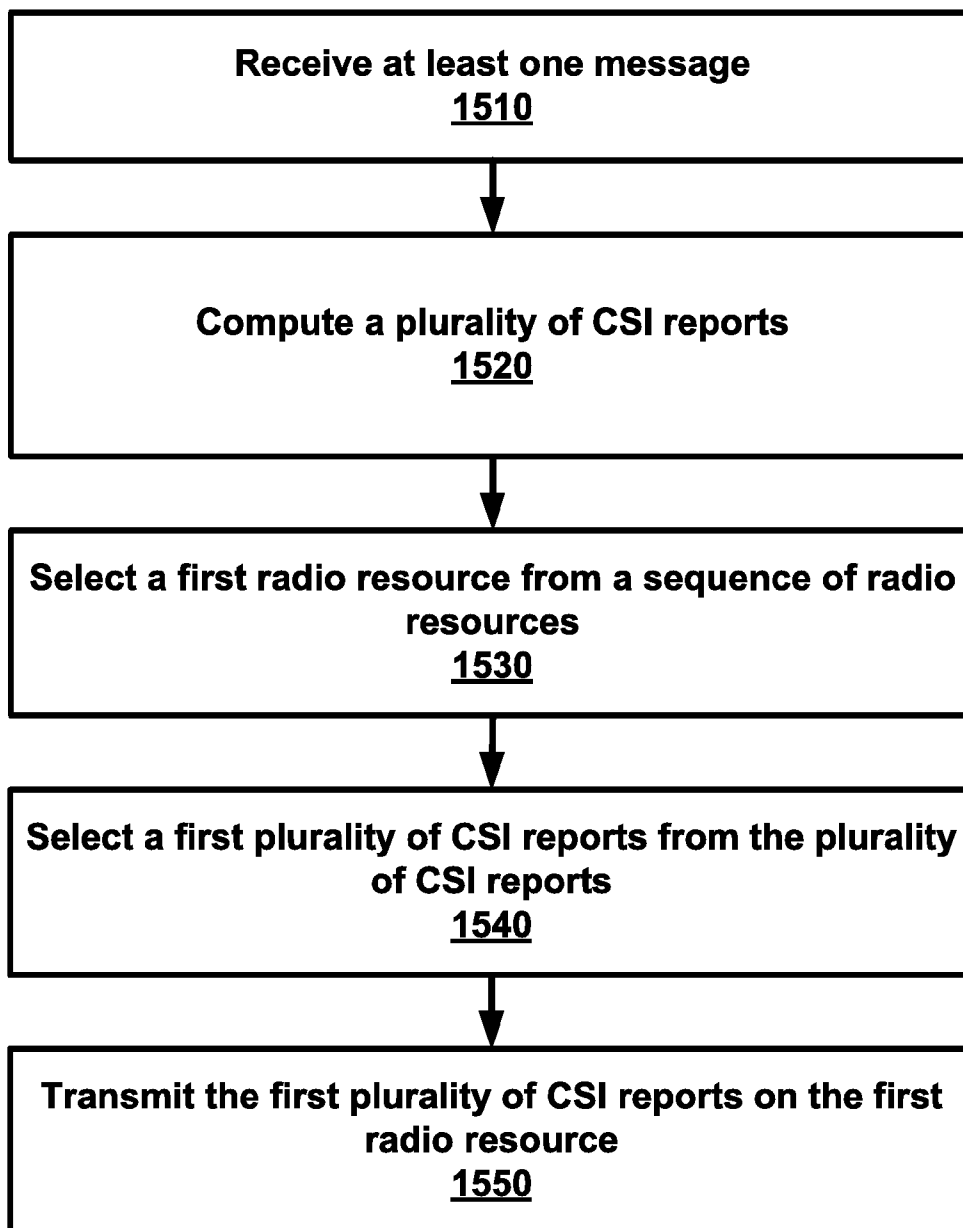 Receive at least one message
1510
Compute a plurality of CSI reports
1520
Select a first radio resource from a sequence of radio
resources
1530
Select a first plurality of CSI reports from the plurality
of CSI reports
1540
Transmit the first plurality of CSI reports on the first
radio resource
1550